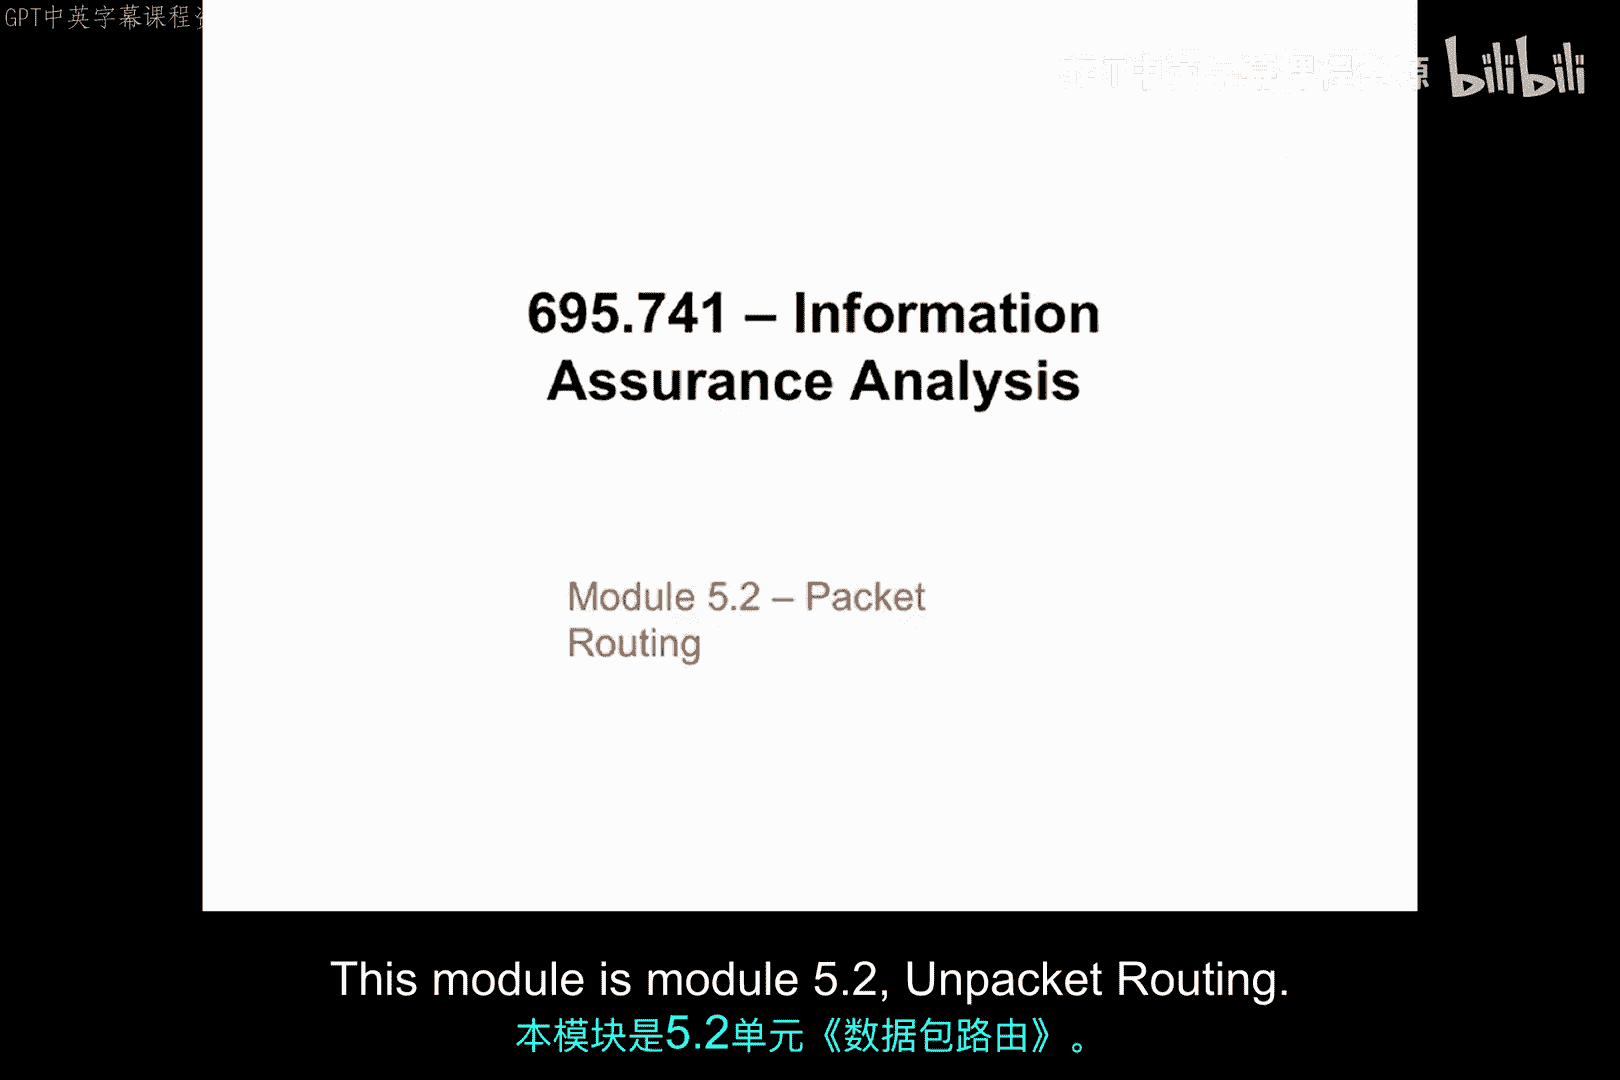 GPT中英字幕课程
bilibili
695.741 – Information
Assurance Analysis
Module 5.2 – Packet
Routing
This module is module 5.2, Unpacket Routing.
本模块是5.2单元《数据包路由》。